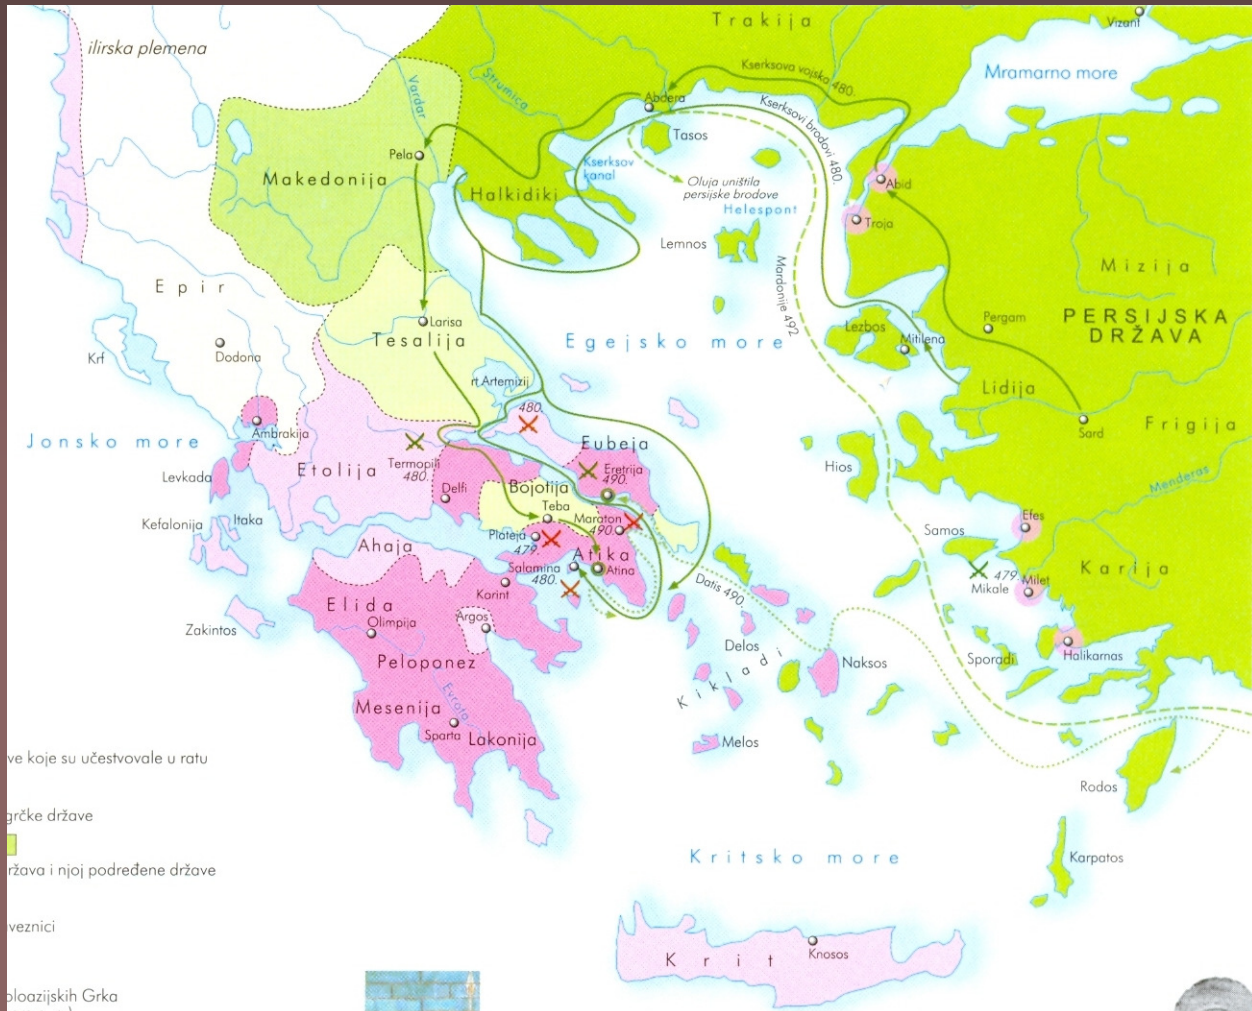 Trakija
Vizant
ilirska plemena
Kserksova vojska 480.
Mramarno more
Vardar
Strumica
Abdera
Kserksovi brodovi 480.
Tasos
Pela
Kserksov
kanal
Makedonija
Halkidiki
Oluja uništila
persijske brodove
Abid
Helespont
Troja
Lemnos
Mizija
Epir
Mardonije 492.
Pergam
PERSIJSKA
DRŽAVA
Larisa
Tesalija
Egejsko more
Lezbos
Mitilena
Krf
Dodona
rt Artemizij
Lidija
480.
Sard
Frigija
Ambrakija
Jonsko more
Eubeja
Etolija
Termopili
480.
Eretrija
490.
Hios
Menderas
Levkada
Delfi
Bojotija
Teba
Kefalonija
Itaka
Maraton
490.
Efes
Plateja
479.
Samos
Ahaja
Atika
Salamina
480.
Atina
479.
Mikale
Milet
Karija
Datis 490.
Korint
Elida
Olimpija
Argos
Zakintos
Delos
Peloponez
Kikladi
Naksos
Sporadi
Halikarnas
Evrota
Mesenija
Sparta
Lakonija
Melos
ve koje su učestvovale u ratu
Rodos
grčke države
Kritsko more
Karpatos
ržava i njoj podređene države
veznici
Krit
Knosos
oloazijskih Grka